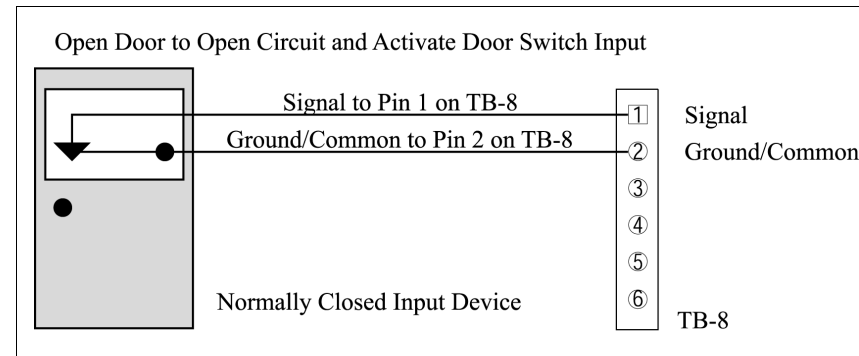 Open Door to Open Circuit and Activate Door Switch Input
Signal to Pin 1 on TB-8
Ground/Common to Pin 2 on TB-8
1 Signal
2 Ground/Common
3
4
5
6
Normally Closed Input Device
TB-8